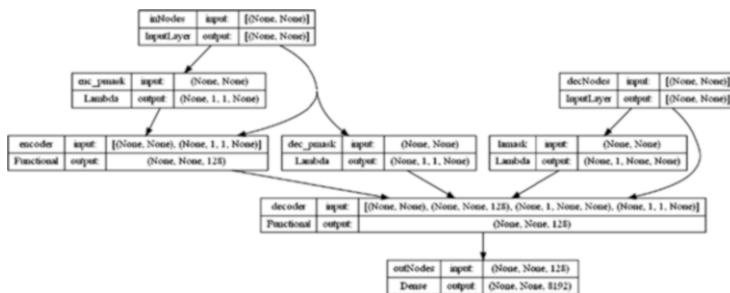 inNodes input: [(None, None)]
InputLayer output: [(None, None)]
enc_pmask input: (None, None)
Lambda output: (None, 1, 1, None)
decNodes input: [(None, None)]
InputLayer output: [(None, None)]
encoder input: [(None, None), (None, 1, 1, None)]
Functional output: (None, None, 128)
dec_pmask input: (None, None)
Lambda output: (None, 1, 1, None)
lamask input: (None, None)
Lambda output: (None, 1, None, None)
decoder input: [(None, None), (None, None, 128), (None, 1, None, None), (None, 1, 1, None)]
Functional output: (None, None, 128)
outNodes input: (None, None, 128)
Dense output: (None, None, 8192)